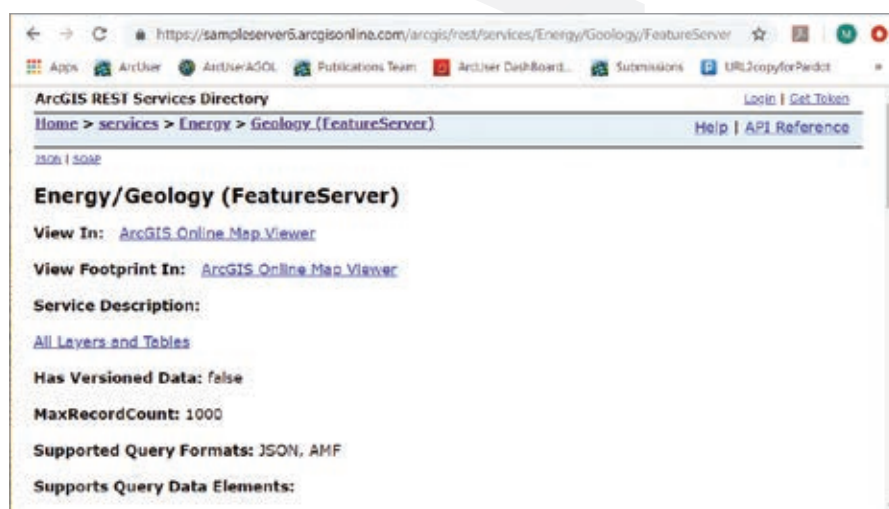 https://sampleserver6.arcgisonline.com/arcgis/rest/services/Energy/Geology/FeatureServer
Apps ArcUser ArcUserAGOL Publications Team ArcUser DashBoard... Submissions URL2copyforPardot »
ArcGIS REST Services Directory Login | Get Token
Home > services > Energy > Geology (FeatureServer) Help | API Reference
JSON | SOAP
Energy/Geology (FeatureServer)
View In: ArcGIS Online Map Viewer
View Footprint In: ArcGIS Online Map Viewer
Service Description:
All Layers and Tables
Has Versioned Data: false
MaxRecordCount: 1000
Supported Query Formats: JSON, AMF
Supports Query Data Elements: